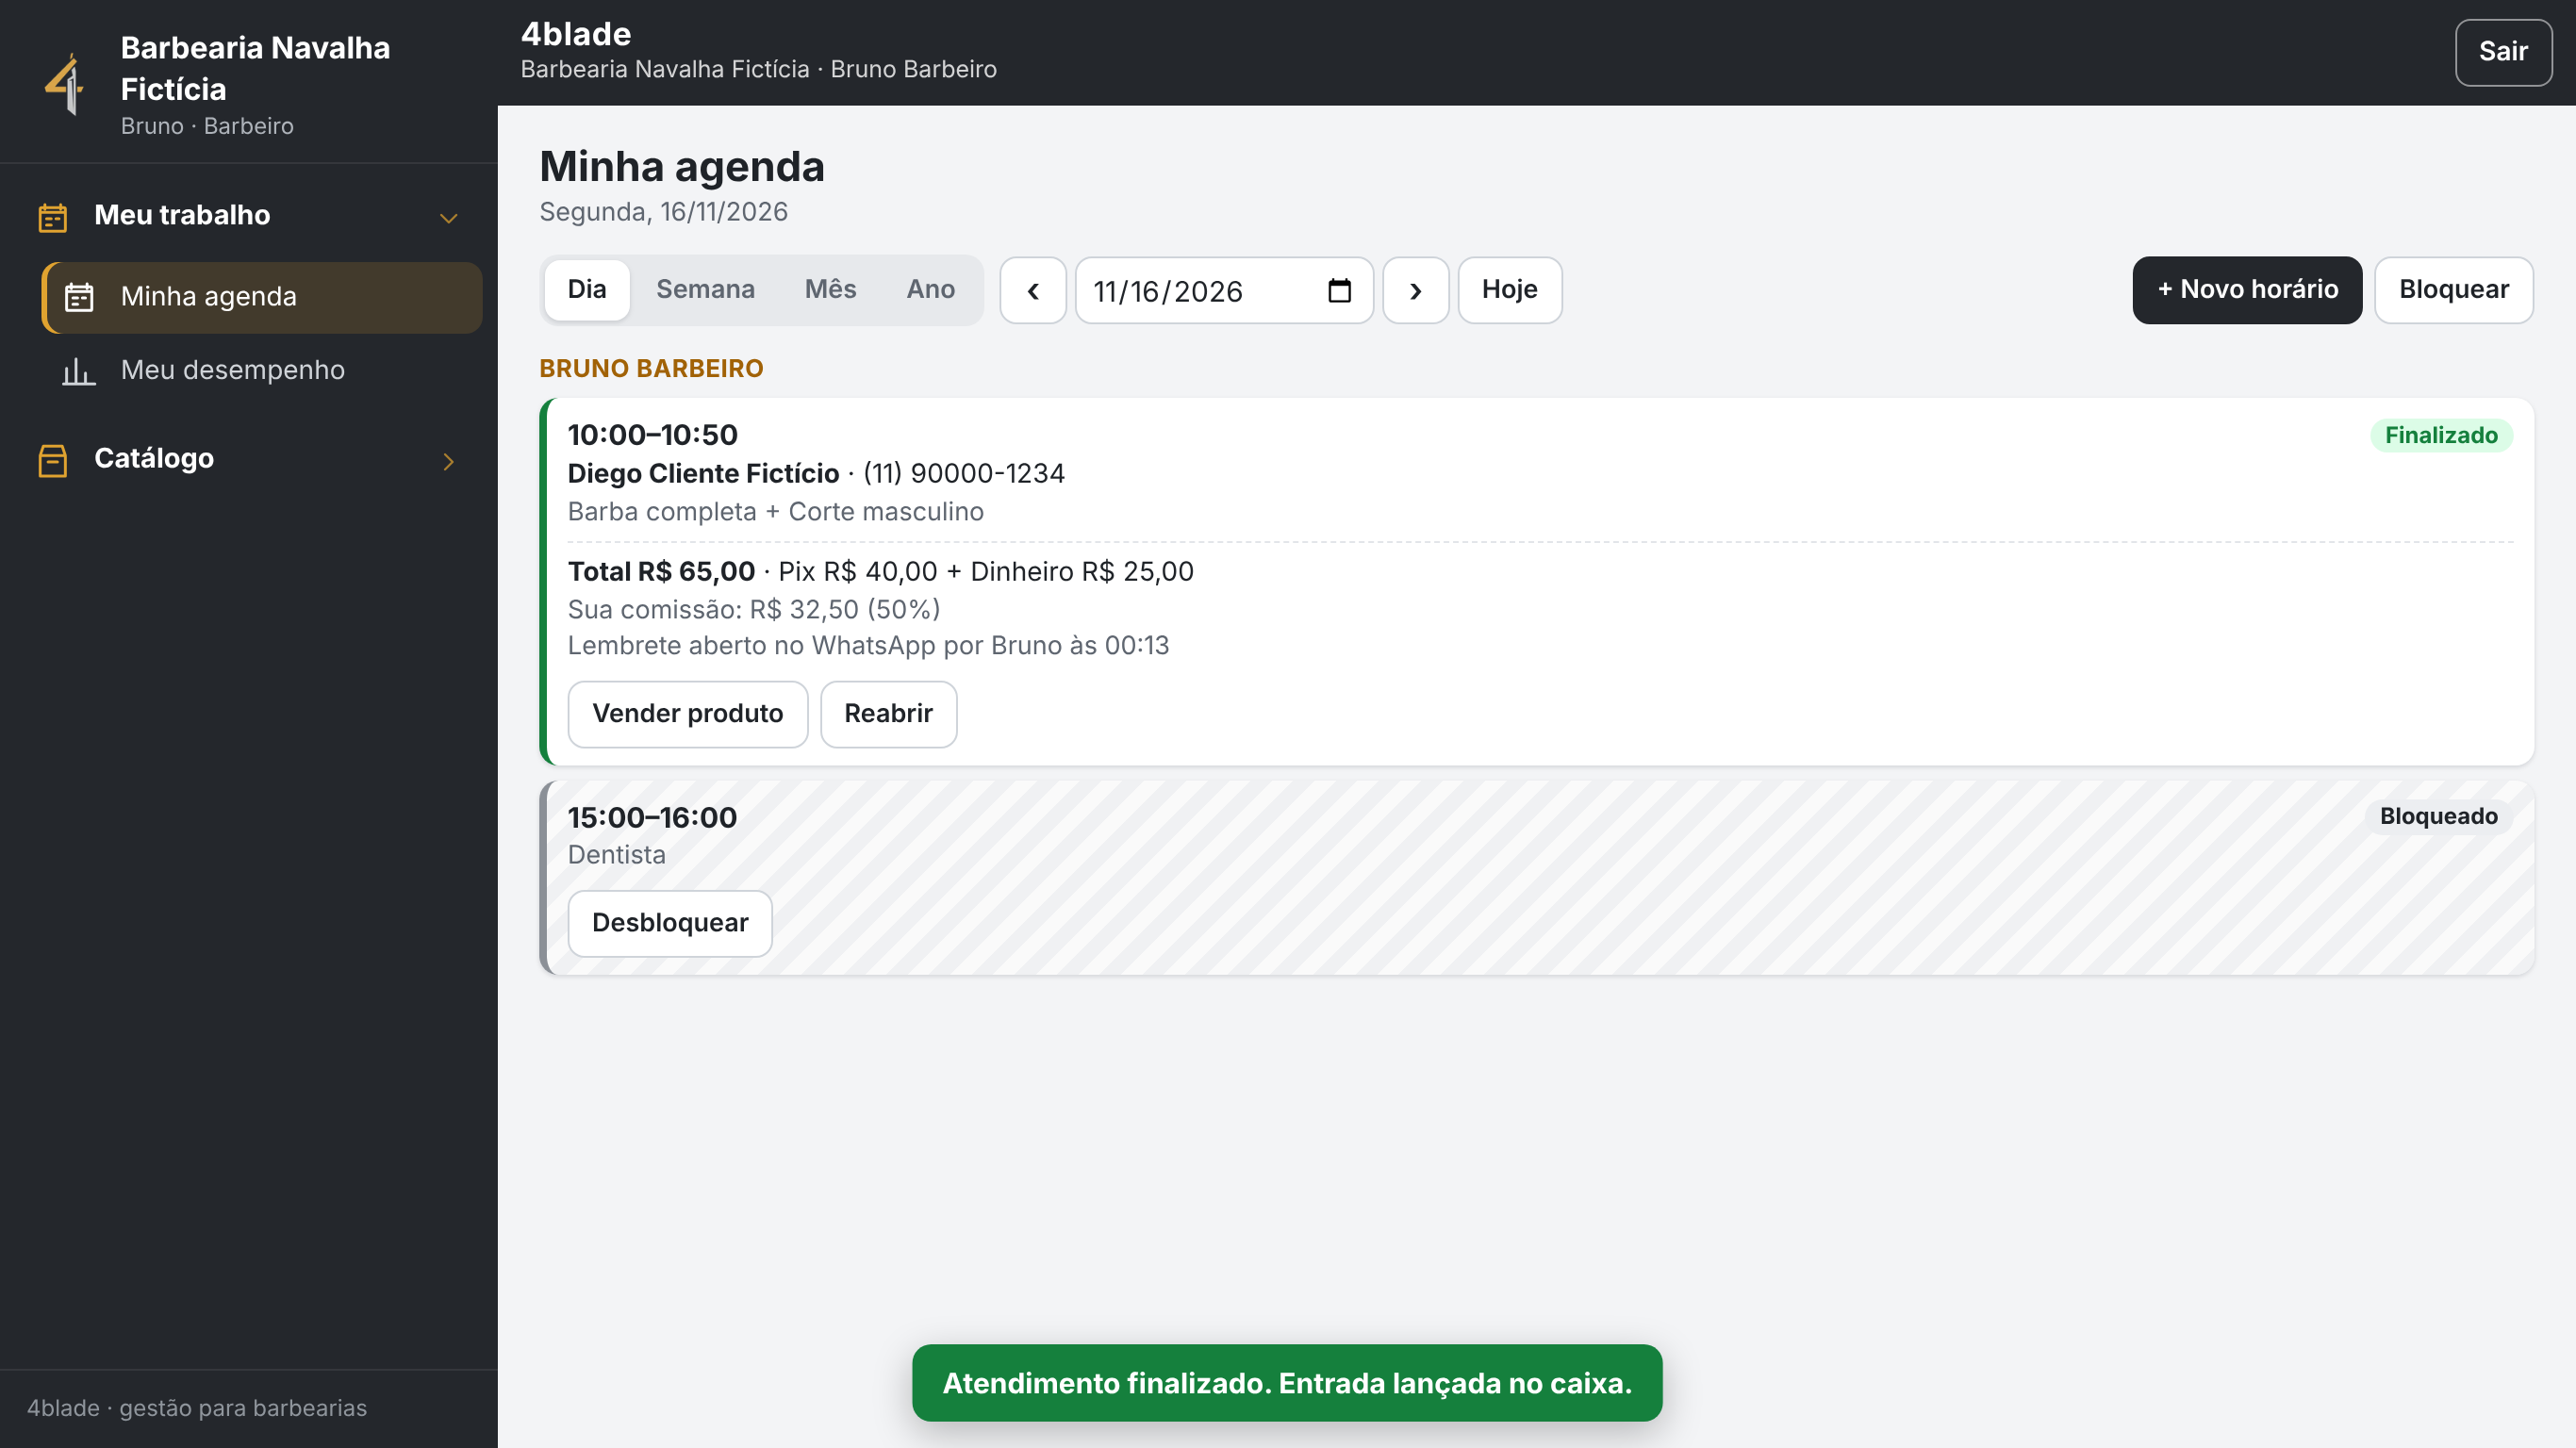 Barbearia Navalha
Fictícia
Bruno · Barbeiro
Meu trabalho
Minha agenda
Meu desempenho
Catálogo
4blade · gestão para barbearias
4blade
Barbearia Navalha Fictícia · Bruno Barbeiro
Sair
Minha agenda
Segunda, 16/11/2026
Dia Semana Mês Ano ‹ 11/16/2026 › Hoje + Novo horário Bloquear
BRUNO BARBEIRO
10:00–10:50 Finalizado
Diego Cliente Fictício · (11) 90000-1234
Barba completa + Corte masculino
Total R$ 65,00 · Pix R$ 40,00 + Dinheiro R$ 25,00
Sua comissão: R$ 32,50 (50%)
Lembrete aberto no WhatsApp por Bruno às 00:13
Vender produto Reabrir
15:00–16:00 Bloqueado
Dentista
Desbloquear
Atendimento finalizado. Entrada lançada no caixa.